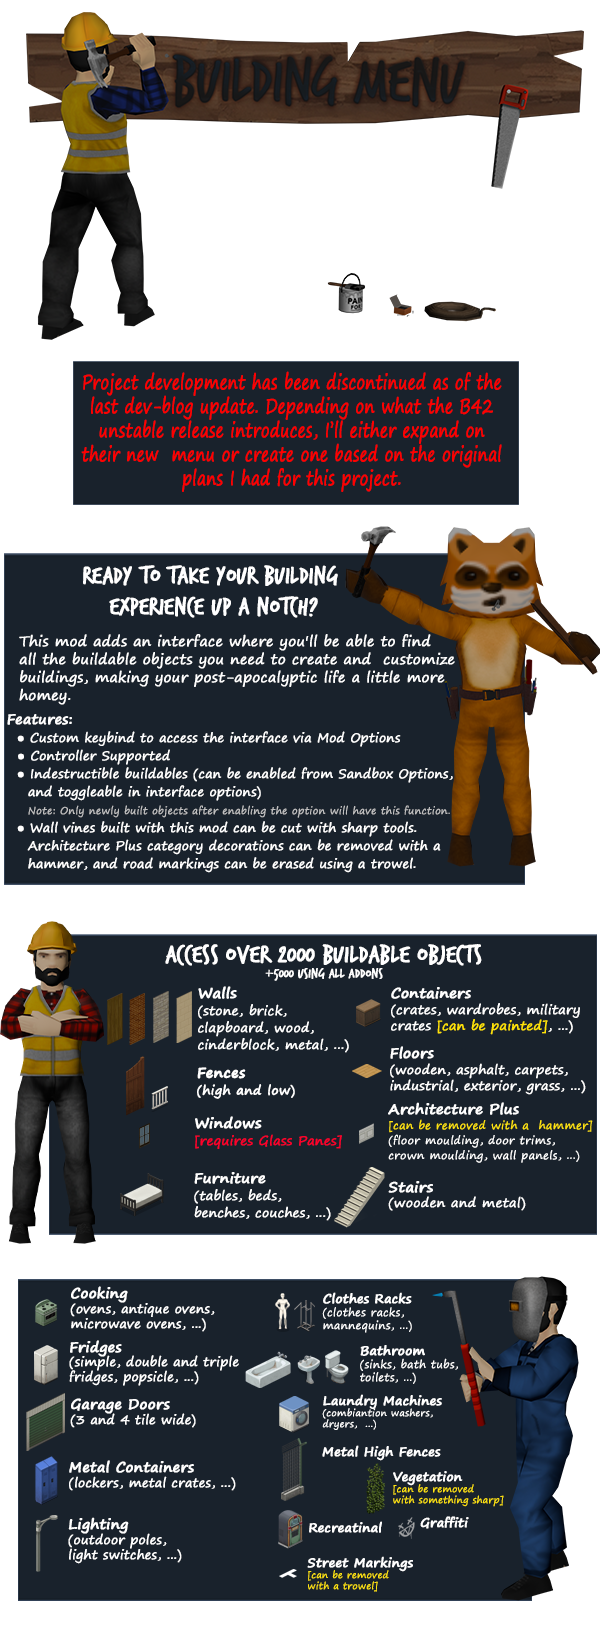 BUILDING MENU
PAIN
FOR
Project development has been discontinued as of the
last dev-blog update. Depending on what the B42
unstable release introduces, I'll either expand on
their new menu or create one based on the original
plans I had for this project.
READY TO TAKE YOUR BUILDING
EXPERIENCE UP A NOTCH?
This mod adds an interface where you'll be able to find
all the buildable objects you need to create and customize
buildings, making your post-apocalyptic life a little more
homey.
Features:
• Custom keybind to access the interface via Mod Options
• Controller Supported
• Indestructible buildables (can be enabled from Sandbox Options,
and toggleable in interface options)
Note: Only newly built objects after enabling the option will have this function.
• Wall vines built with this mod can be cut with sharp tools.
Architecture Plus category decorations can be removed with a
hammer, and road markings can be erased using a trowel.
ACCESS OVER 2000 BUILDABLE OBJECTS
+5000 USING ALL ADDONS
Walls
(stone, brick,
clapboard, wood,
cinderblock, metal, ...)
Fences
(high and low)
Windows
[requires Glass Panes]
Furniture
(tables, beds,
benches, couches, ...)
Containers
(crates, wardrobes, military
crates [can be painted], ...)
Floors
(wooden, asphalt, carpets,
industrial, exterior, grass, ...)
Architecture Plus
[can be removed with a hammer]
(floor moulding, door trims,
crown moulding, wall panels, ...)
Stairs
(wooden and metal)
Cooking
(ovens, antique ovens,
microwave ovens, ...)
Fridges
(simple, double and triple
fridges, popsicle, ...)
Garage Doors
(3 and 4 tile wide)
Metal Containers
(lockers, metal crates, ...)
Lighting
(outdoor poles,
light switches, ...)
Clothes Racks
(clothes racks,
mannequins, ...)
Bathroom
(sinks, bath tubs,
toilets, ...)
Laundry Machines
(combiantion washers,
dryers, ...)
Metal High Fences
Vegetation
[can be removed
with something sharp]
Recreatinal
Graffiti
Street Markings
[can be removed
with a trowel]